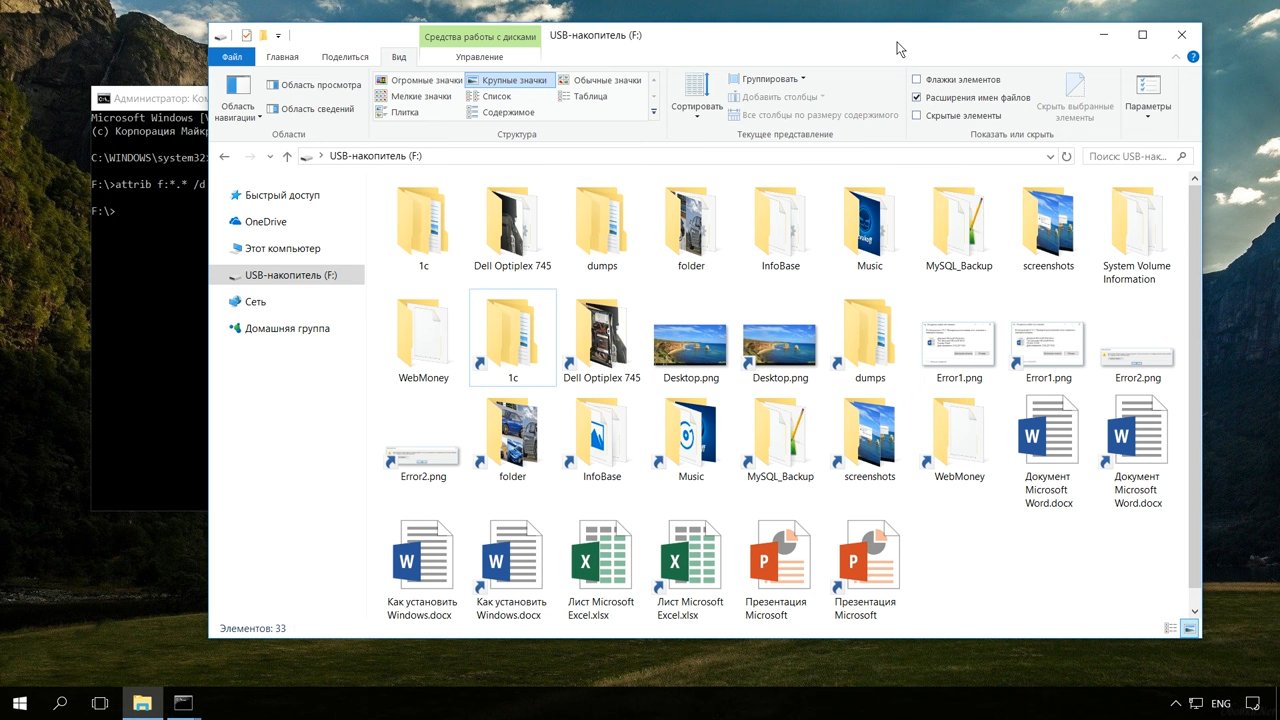 Средства работы с дисками
USB-накопитель (F:)
Файл
Главная
Поделиться
Вид
Управление
Область навигации
Область просмотра
Область сведений
Области
Огромные значки
Крупные значки
Обычные значки
Мелкие значки
Список
Таблица
Плитка
Содержимое
Структура
Сортировать
Группировать
Добавить столбцы
Все столбцы по размеру содержимого
Текущее представление
Флажки элементов
Расширения имен файлов
Скрытые элементы
Скрыть выбранные
элементы
Показать или скрыть
Параметры
USB-накопитель (F:)
Поиск: USB-нак...
Администратор: Ком
Microsoft Windows [V
(c) Корпорация Майкр
C:\WINDOWS\system32>
F:\>attrib f:*.* /d
F:\>
Быстрый доступ
OneDrive
Этот компьютер
USB-накопитель (F:)
Сеть
Домашняя группа
1c
Dell Optiplex 745
dumps
folder
InfoBase
Music
MySQL_Backup
screenshots
System Volume
Information
WebMoney
1c
Dell Optiplex 745
Desktop.png
Desktop.png
dumps
Error1.png
Error1.png
Error2.png
Error2.png
folder
InfoBase
Music
MySQL_Backup
screenshots
WebMoney
Документ
Microsoft
Word.docx
Документ
Microsoft
Word.docx
Как установить
Windows.docx
Как установить
Windows.docx
Лист Microsoft
Excel.xlsx
Лист Microsoft
Excel.xlsx
Презентация
Microsoft
Презентация
Microsoft
Элементов: 33
ENG